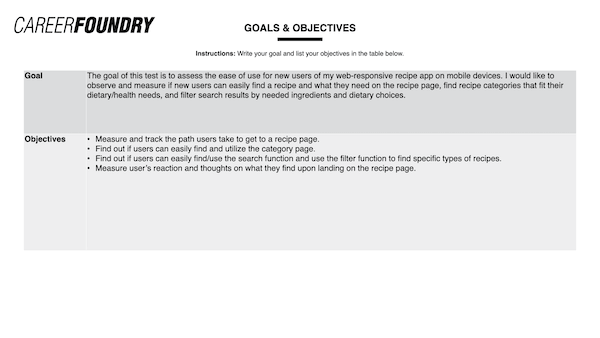 CAREERFOUNDRY
GOALS & OBJECTIVES
Instructions: Write your goal and list your objectives in the table below.
Goal
The goal of this test is to assess the ease of use for new users of my web-responsive recipe app on mobile devices. I would like to
observe and measure if new users can easily find a recipe and what they need on the recipe page, find recipe categories that fit their
dietary/health needs, and filter search results by needed ingredients and dietary choices.
Objectives
• Measure and track the path users take to get to a recipe page.
• Find out if users can easily find and utilize the category page.
• Find out if users can easily find/use the search function and use the filter function to find specific types of recipes.
• Measure user's reaction and thoughts on what they find upon landing on the recipe page.